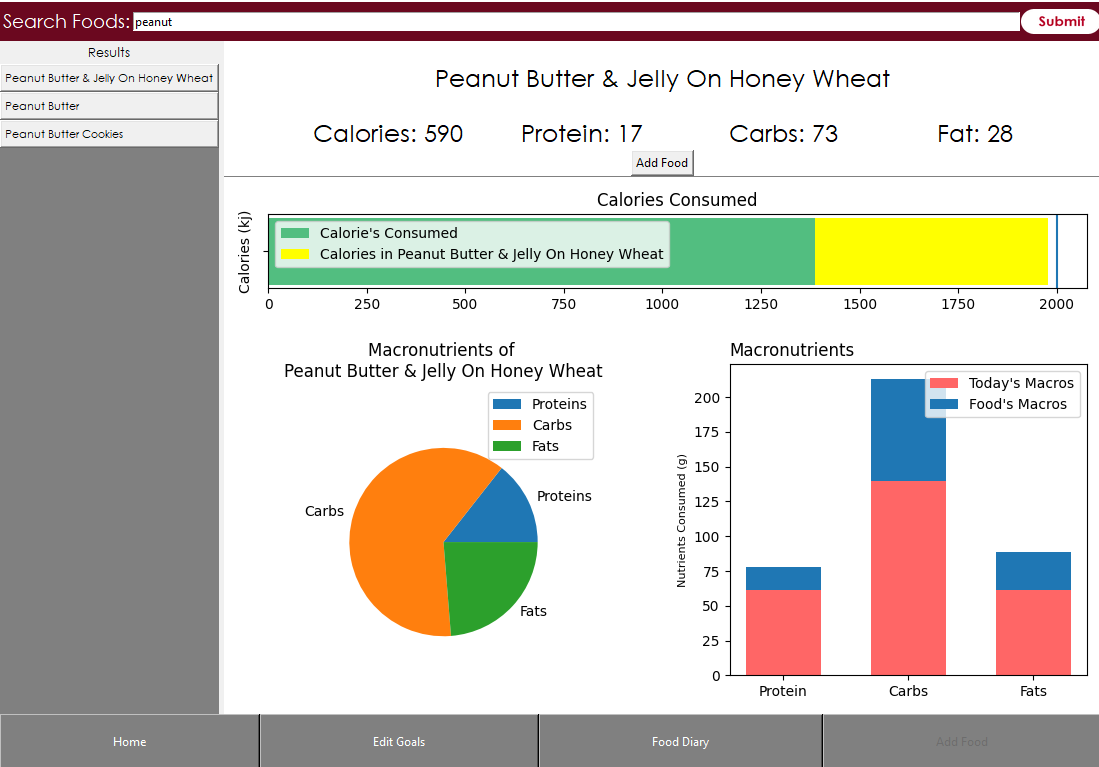 Search Foods: peanut Submit
Results
Peanut Butter & Jelly On Honey Wheat
Peanut Butter
Peanut Butter Cookies
Peanut Butter & Jelly On Honey Wheat
Calories: 590 Protein: 17 Carbs: 73 Fat: 28
Add Food
Calories Consumed
Calories (kj)
Calorie's Consumed
Calories in Peanut Butter & Jelly On Honey Wheat
0 250 500 750 1000 1250 1500 1750 2000
Macronutrients of
Peanut Butter & Jelly On Honey Wheat
Proteins
Carbs
Fats
Proteins
Carbs
Fats
Macronutrients
Today's Macros
Food's Macros
Nutrients Consumed (g)
200
175
150
125
100
75
50
25
0
Protein Carbs Fats
Home Edit Goals Food Diary Add Food